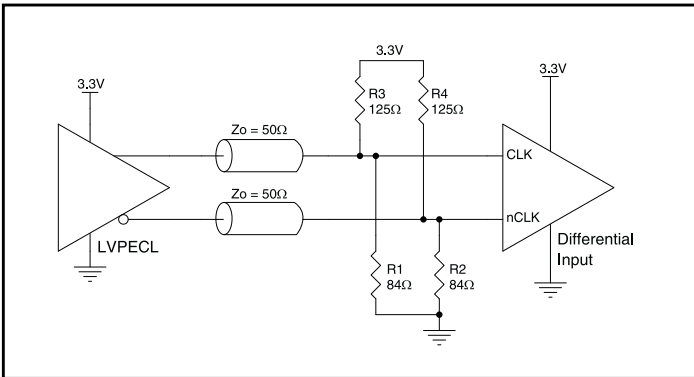 3.3V
3.3V
3.3V
R3
125Ω
R4
125Ω
Zo = 50Ω
CLK
Zo = 50Ω
nCLK
LVPECL
Differential
Input
R1
84Ω
R2
84Ω